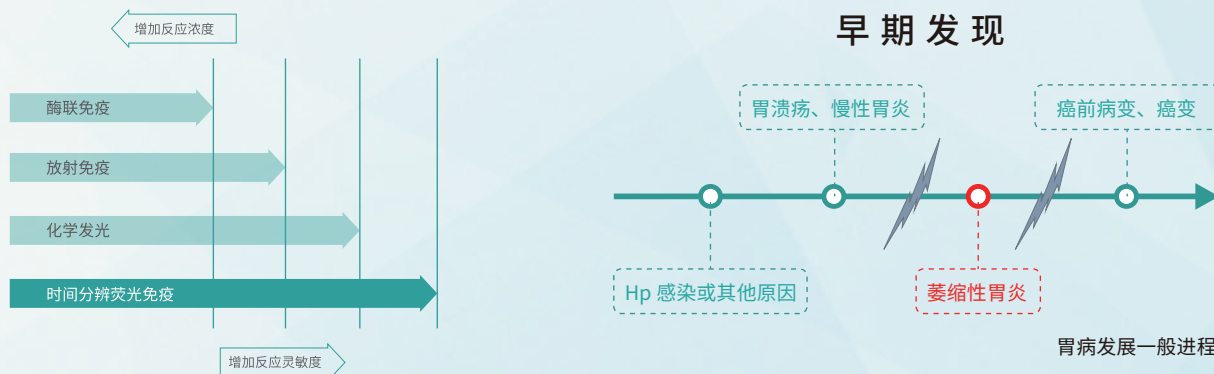 增加反应浓度
酶联免疫
放射免疫
化学发光
时间分辨荧光免疫
增加反应灵敏度
早期发现
胃溃疡、慢性胃炎
癌前病变、癌变
Hp 感染或其他原因
萎缩性胃炎
胃病发展一般进程